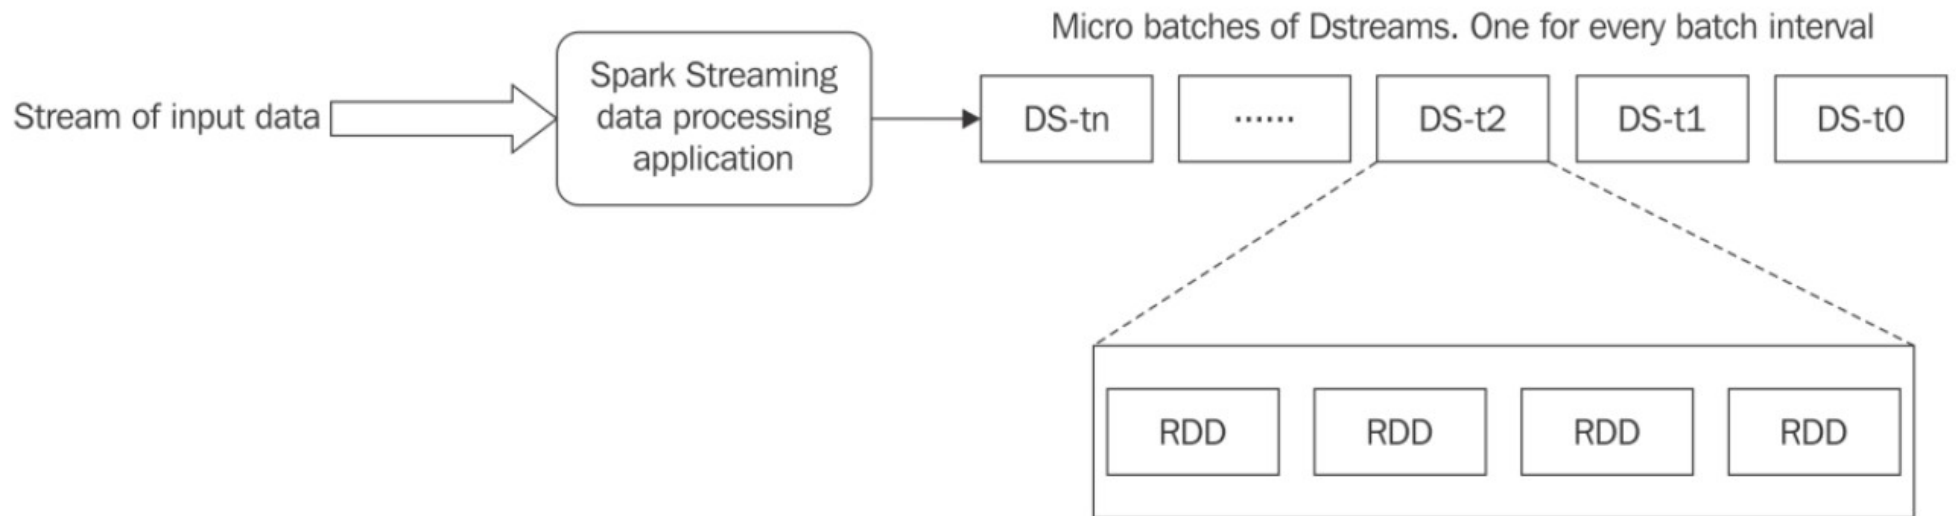 Micro batches of Dstreams. One for every batch interval
Stream of input data
Spark Streaming
data processing
application
DS-tn
......
DS-t2
DS-t1
DS-t0
RDD
RDD
RDD
RDD